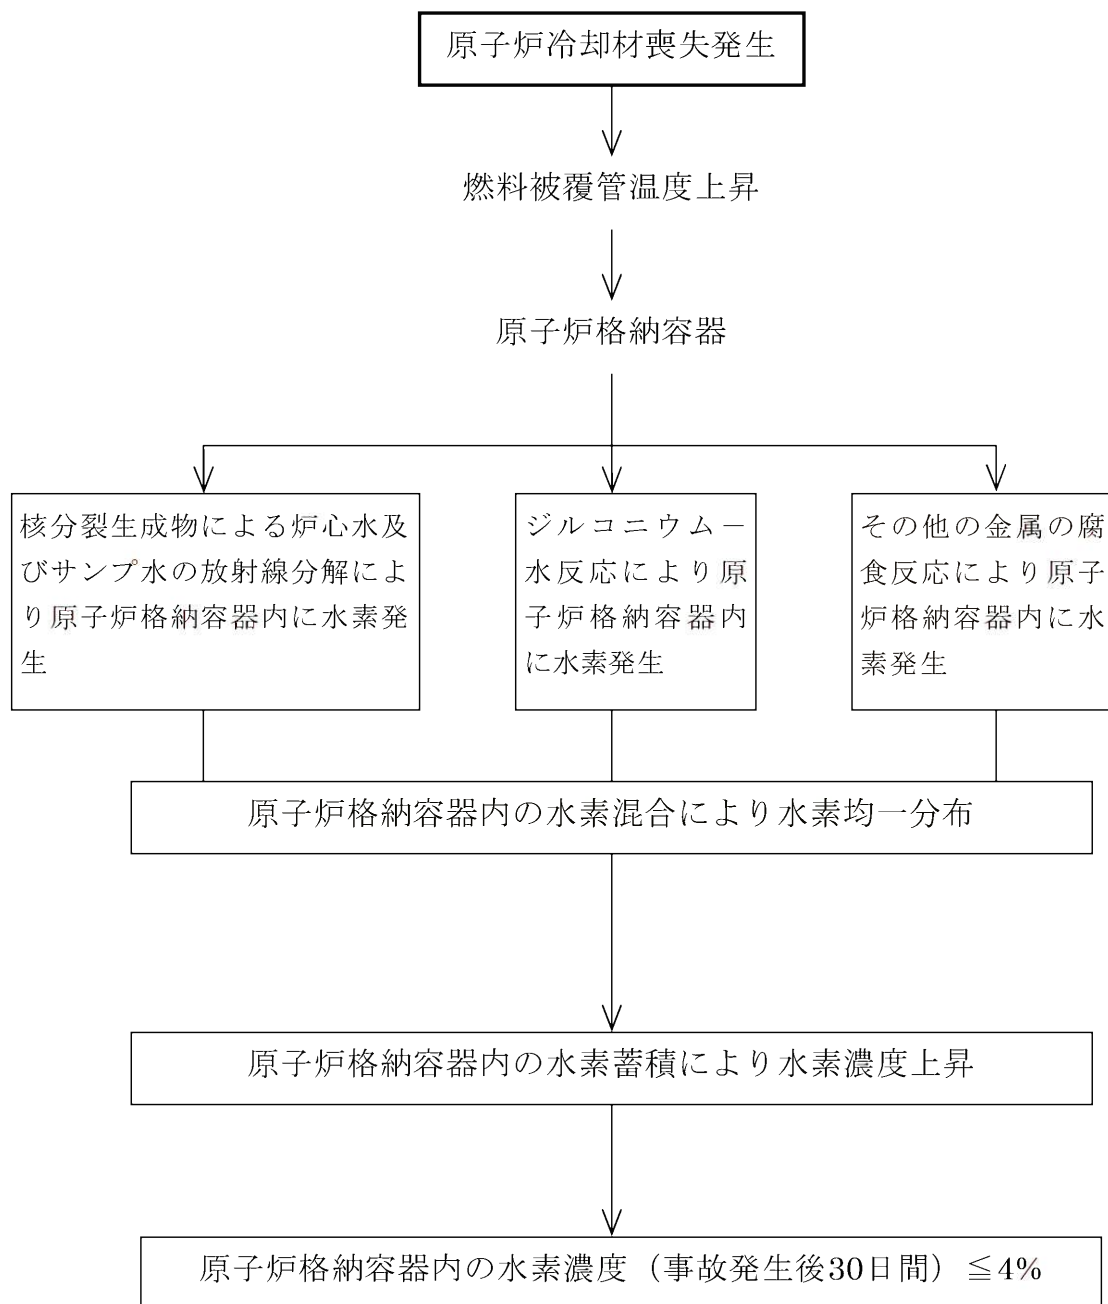 原子炉冷却材喪失発生
燃料被覆管温度上昇
原子炉格納容器
核分裂生成物による炉心水及
びサンプ水の放射線分解によ
り原子炉格納容器内に水素発
生
ジルコニウム－
水反応により原
子炉格納容器内
に水素発生
その他の金属の腐
食反応により原子
炉格納容器内に水
素発生
原子炉格納容器内の水素混合により水素均一分布
原子炉格納容器内の水素蓄積により水素濃度上昇
原子炉格納容器内の水素濃度（事故発生後30日間）≦4%